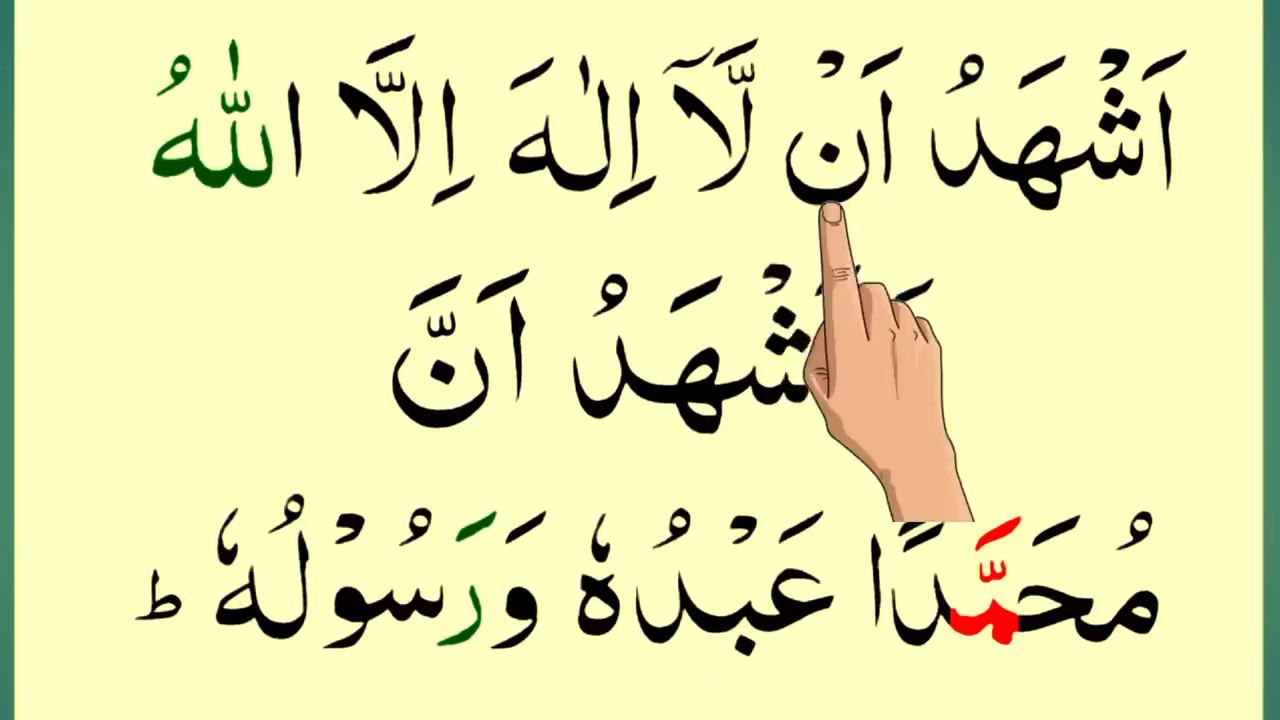 اَشْهَدُ اَنْ لَّآ اِلٰهَ اِلَّا اللّٰهُ
اَنَّ
مُحَمَّدًا عَبْدُهٗ وَرَسُوْلُهٗ ط